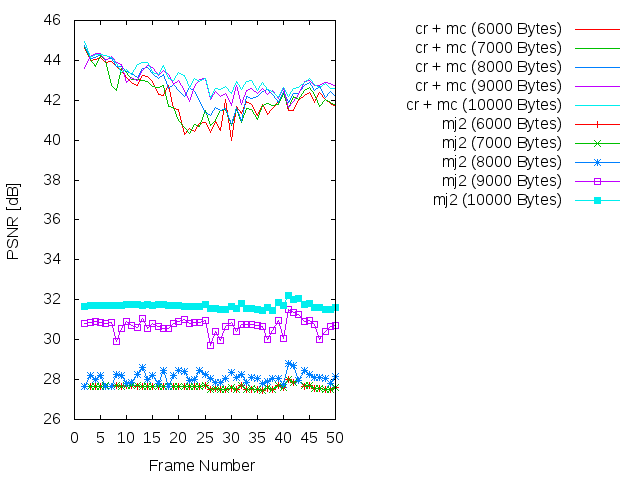 46
44
42
40
38
36
34
32
30
28
26
PSNR [dB]
0 5 10 15 20 25 30 35 40 45 50
Frame Number
cr + mc (6000 Bytes)
cr + mc (7000 Bytes)
cr + mc (8000 Bytes)
cr + mc (9000 Bytes)
cr + mc (10000 Bytes)
mj2 (6000 Bytes)
mj2 (7000 Bytes)
mj2 (8000 Bytes)
mj2 (9000 Bytes)
mj2 (10000 Bytes)